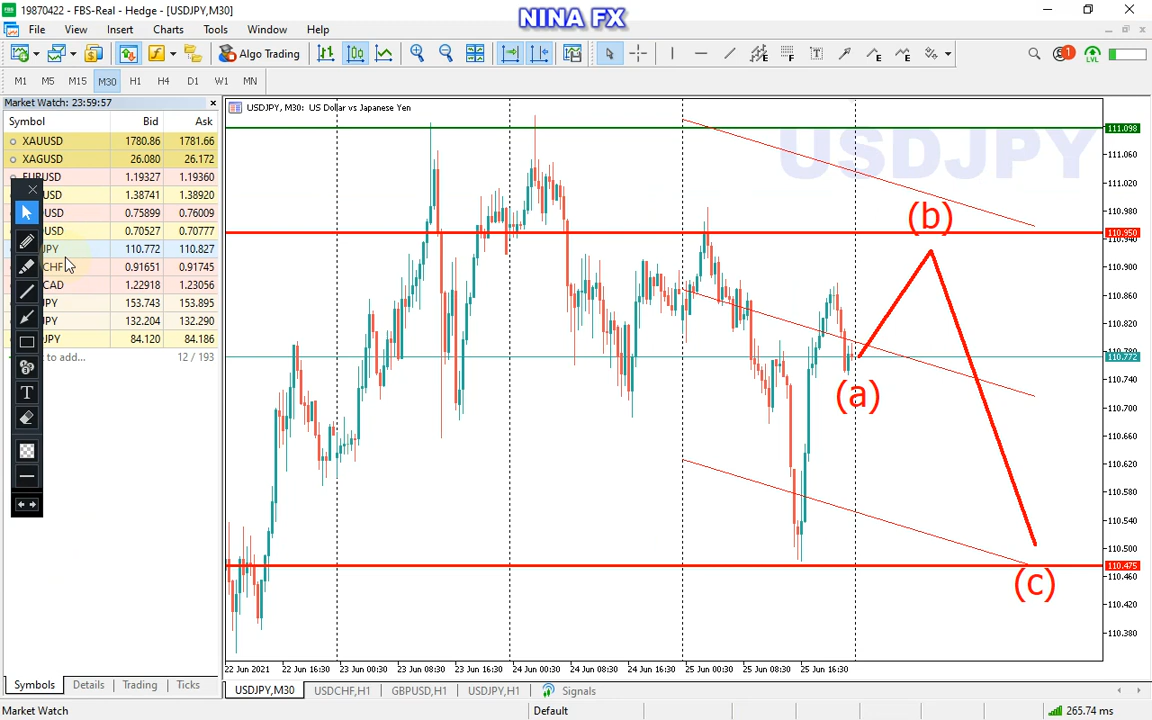 NINA FX
19870422 - FBS-Real - Hedge - [USDJPY,M30]
File View Insert Charts Tools Window Help
Algo Trading
LVL
1
M1 M5 M15 M30 H1 H4 D1 W1 MN
Market Watch: 23:59:57
Symbol Bid Ask
XAUUSD 1780.86 1781.66
XAGUSD 26.080 26.172
EURUSD 1.19327 1.19360
USD 1.38741 1.38920
USD 0.75899 0.76009
USD 0.70527 0.70777
JPY 110.772 110.827
CHF 0.91651 0.91745
CAD 1.22918 1.23056
JPY 153.743 153.895
JPY 132.204 132.290
JPY 84.120 84.186
to add... 12 / 193
T
Symbols Details Trading Ticks
USDJPY, M30: US Dollar vs Japanese Yen
USDJPY
(b)
(a)
(c)
111.098
111.060
111.020
110.980
110.950
110.940
110.900
110.860
110.820
110.772
110.740
110.700
110.660
110.620
110.580
110.540
110.500
110.475
110.460
110.420
110.380
22 Jun 2021 22 Jun 16:30 23 Jun 00:30 23 Jun 08:30 23 Jun 16:30 24 Jun 00:30 24 Jun 08:30 24 Jun 16:30 25 Jun 00:30 25 Jun 08:30 25 Jun 16:30
USDJPY,M30 USDCHF,H1 GBPUSD,H1 USDJPY,H1 Signals
Market Watch Default 265.74 ms